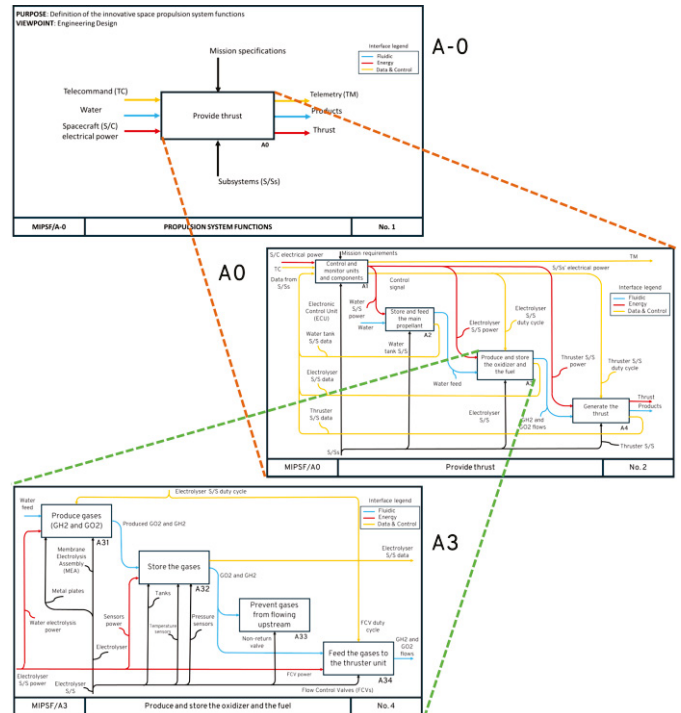 PURPOSE: Definition of the innovative space propulsion system functions
VIEWPOINT: Engineering Design
A-0
Mission specifications
Interface legend
Fluidic
Energy
Data & Control
Telecommand (TC)
Water
Spacecraft (S/C)
electrical power
Provide thrust
A0
Telemetry (TM)
Products
Thrust
Subsystems (S/Ss)
MIPSF/A-0
PROPULSION SYSTEM FUNCTIONS
No. 1
A0
S/C electrical power
Mission requirements
TM
TC
Control and
monitor units
and components
A1
S/Ss' electrical power
Data from
S/Ss
Control
signal
Interface legend
Fluidic
Energy
Data & Control
Electronic
Control Unit
(ECU)
Water
S/S
power
Store and feed
the main
propellant
A2
Water
Electrolyser
S/S power
Electrolyser
S/S
duty cycle
Water tank
S/S data
Water
tank S/S
Produce and store
the oxidizer and
the fuel
A3
Thruster S/S
power
Thruster S/S
duty cycle
Electrolyser
S/S data
Water feed
Thruster
S/S data
Electrolyser
S/S
GH2 and
GO2 flows
Generate the
thrust
A4
Thrust
Products
Thruster S/S
S/Ss
MIPSF/A0
Provide thrust
No. 2
A3
Electrolyser S/S duty cycle
Interface legend
Fluidic
Energy
Data & Control
Water
feed
Produce gases
(GH2 and GO2)
A31
Produced GO2 and GH2
Membrane
Electrolysis
Assembly
(MEA)
Store the gases
A32
Electrolyser
S/S data
GO2 and GH2
Metal plates
Tanks
Sensors
power
Temperature
sensors
Pressure
sensors
Prevent gases
from flowing
upstream
A33
Water electrolysis
power
Non-return
valve
FCV duty
cycle
Electrolyser
Feed the gases to
the thruster unit
A34
GH2 and
GO2
flows
Electrolyser
S/S power
FCV power
Electrolyser
S/S
Flow Control Valves (FCVs)
MIPSF/A3
Produce and store the oxidizer and the fuel
No. 4